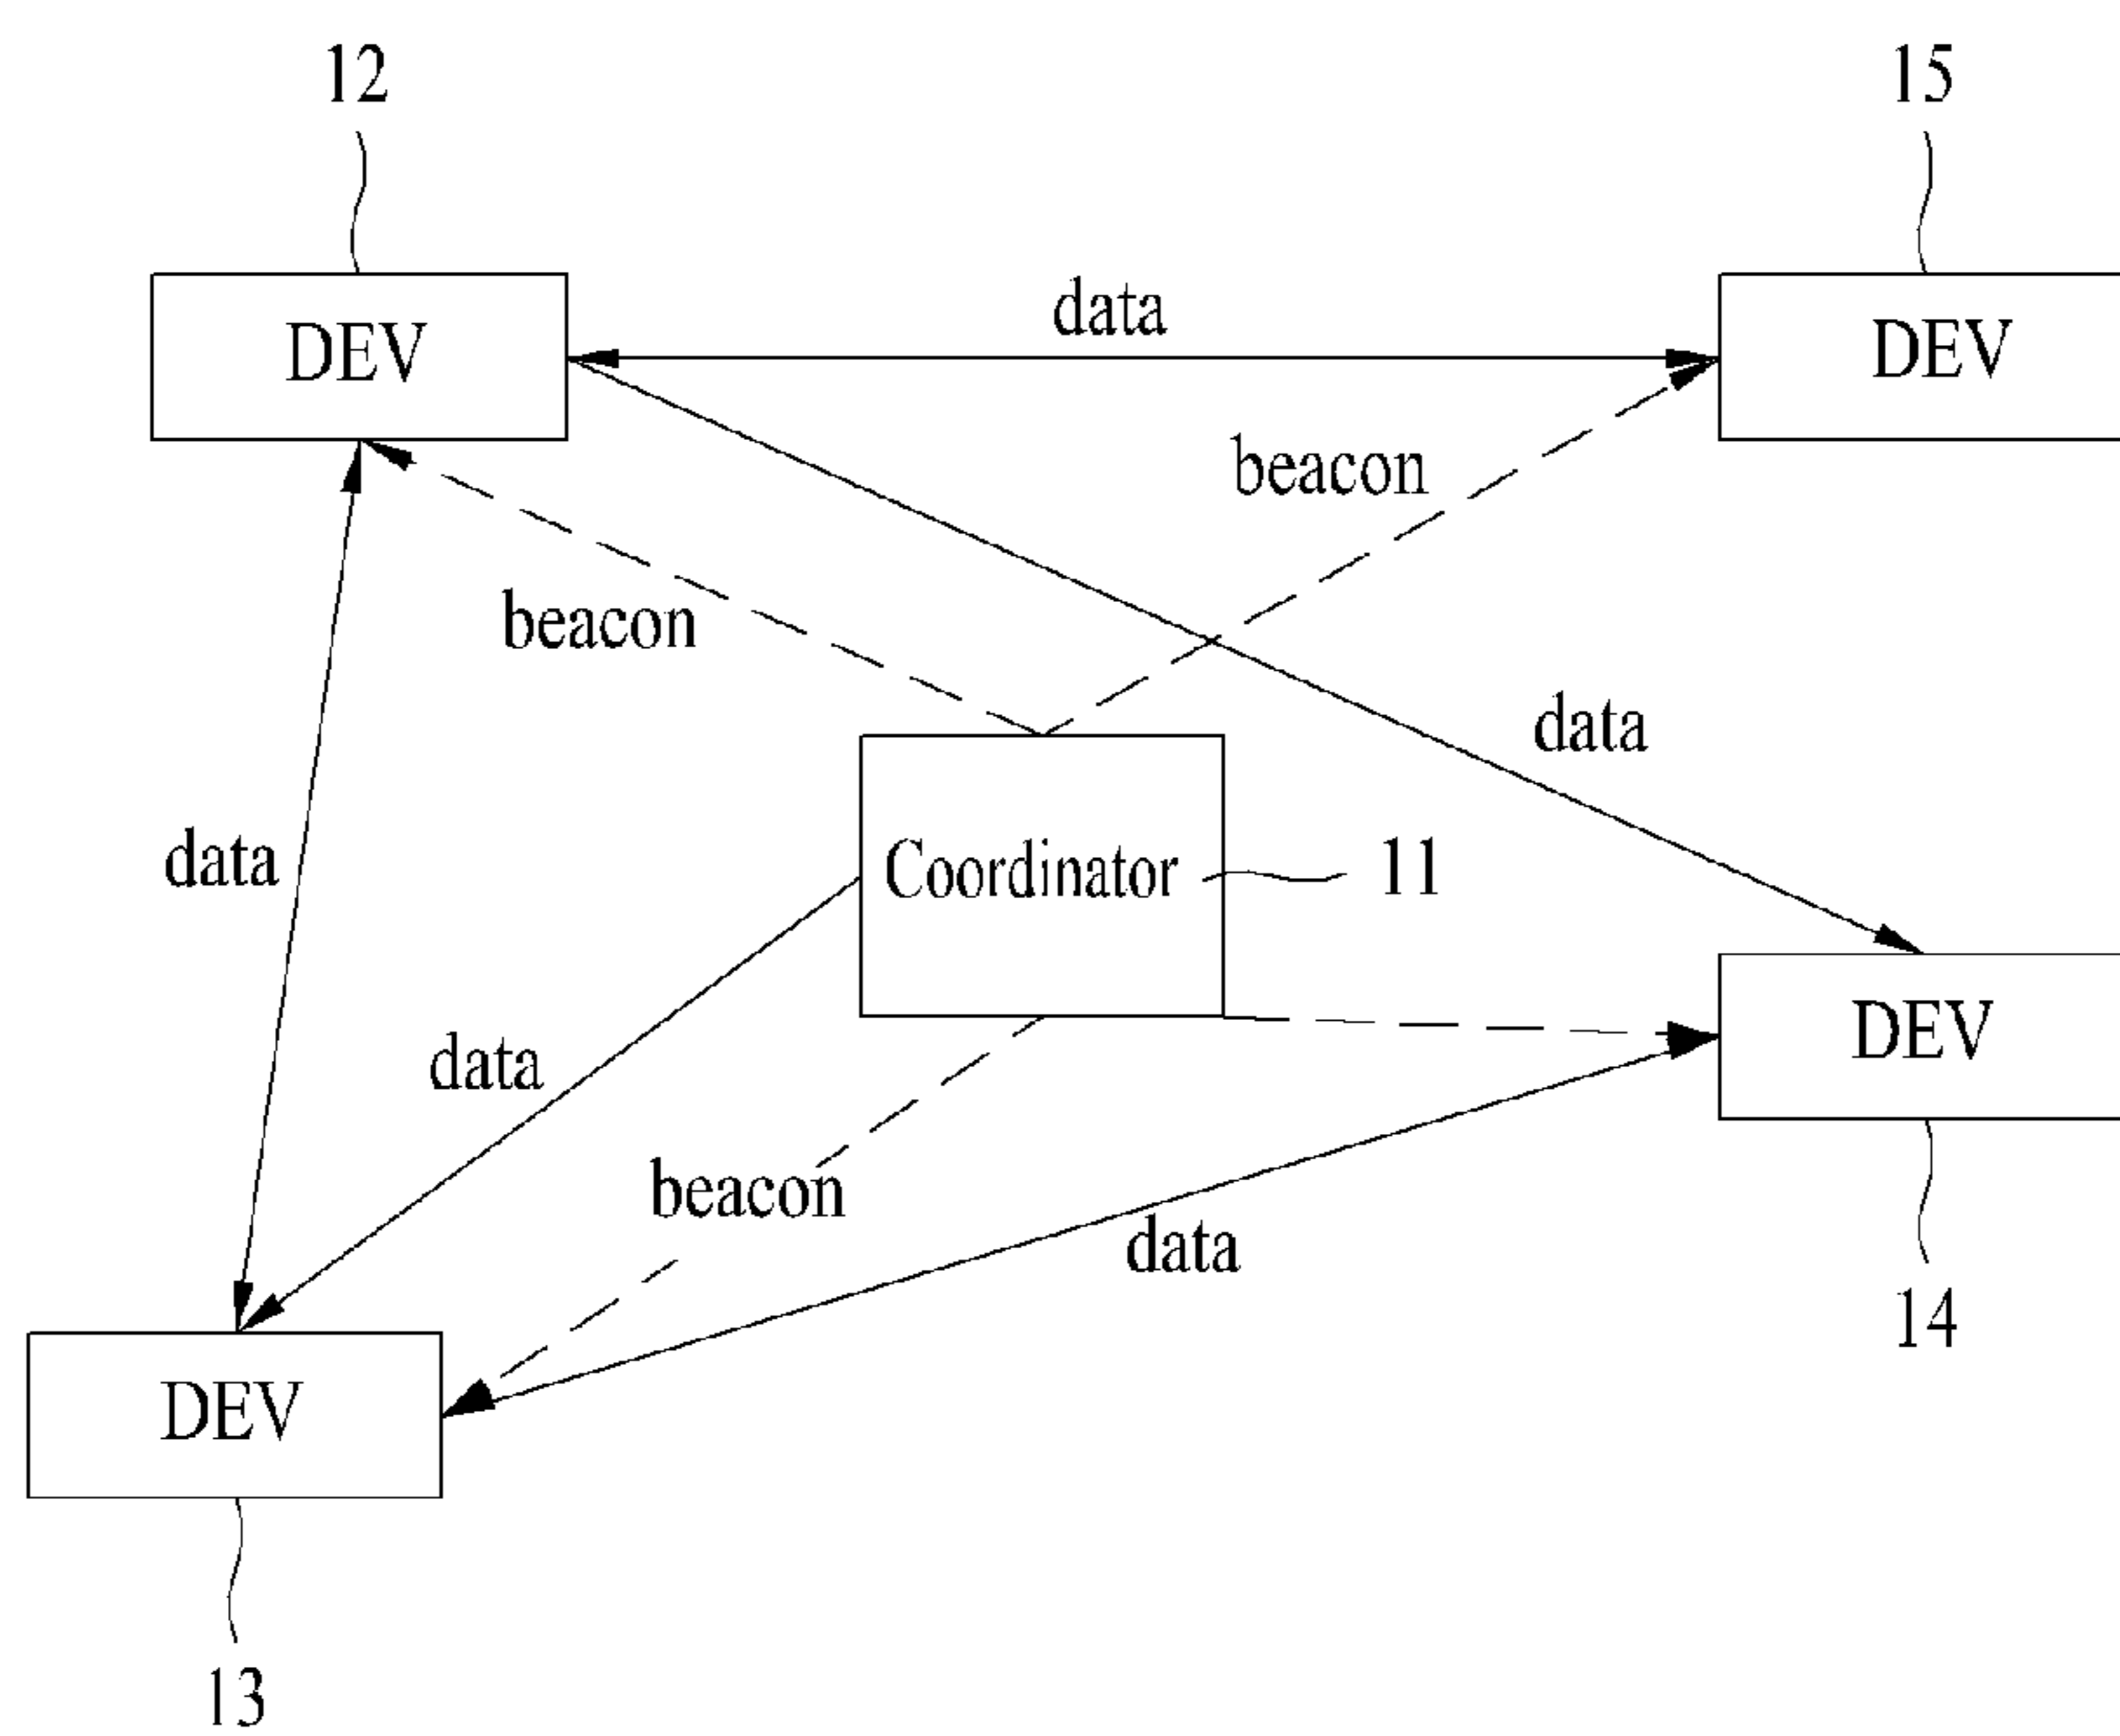 12
15
DEV
data
DEV
beacon
beacon
data
data
Coordinator
11
data
DEV
beacon
data
14
DEV
13